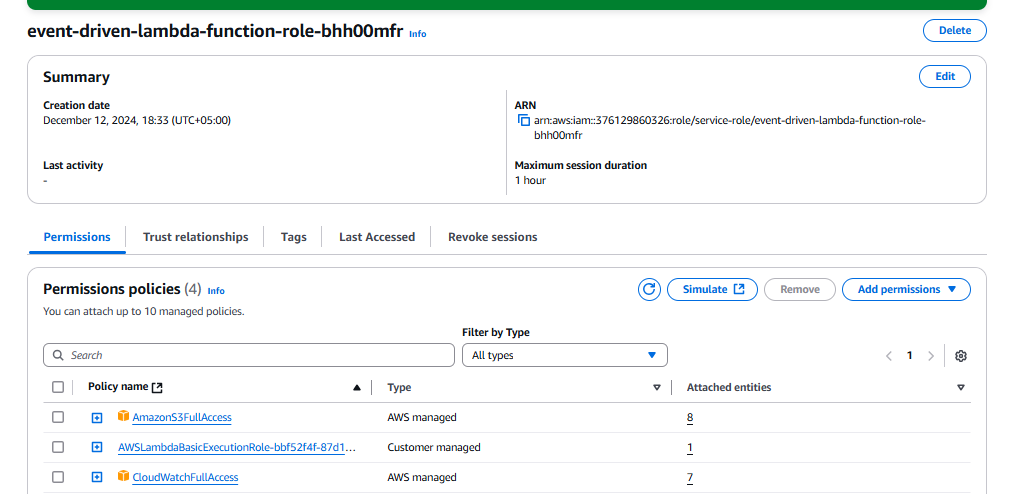 event-driven-lambda-function-role-bhh00mfr Info
Delete
Summary
Edit
Creation date
December 12, 2024, 18:33 (UTC+05:00)
ARN
arn:aws:iam::376129860326:role/service-role/event-driven-lambda-function-role-
bhh00mfr
Last activity
-
Maximum session duration
1 hour
Permissions
Trust relationships
Tags
Last Accessed
Revoke sessions
Permissions policies (4) Info
Simulate
Remove
Add permissions
You can attach up to 10 managed policies.
Filter by Type
Search
All types
1
Policy name
Type
Attached entities
AmazonS3FullAccess
AWS managed
8
AWSLambdaBasicExecutionRole-bbf52f4f-87d1...
Customer managed
1
CloudWatchFullAccess
AWS managed
7